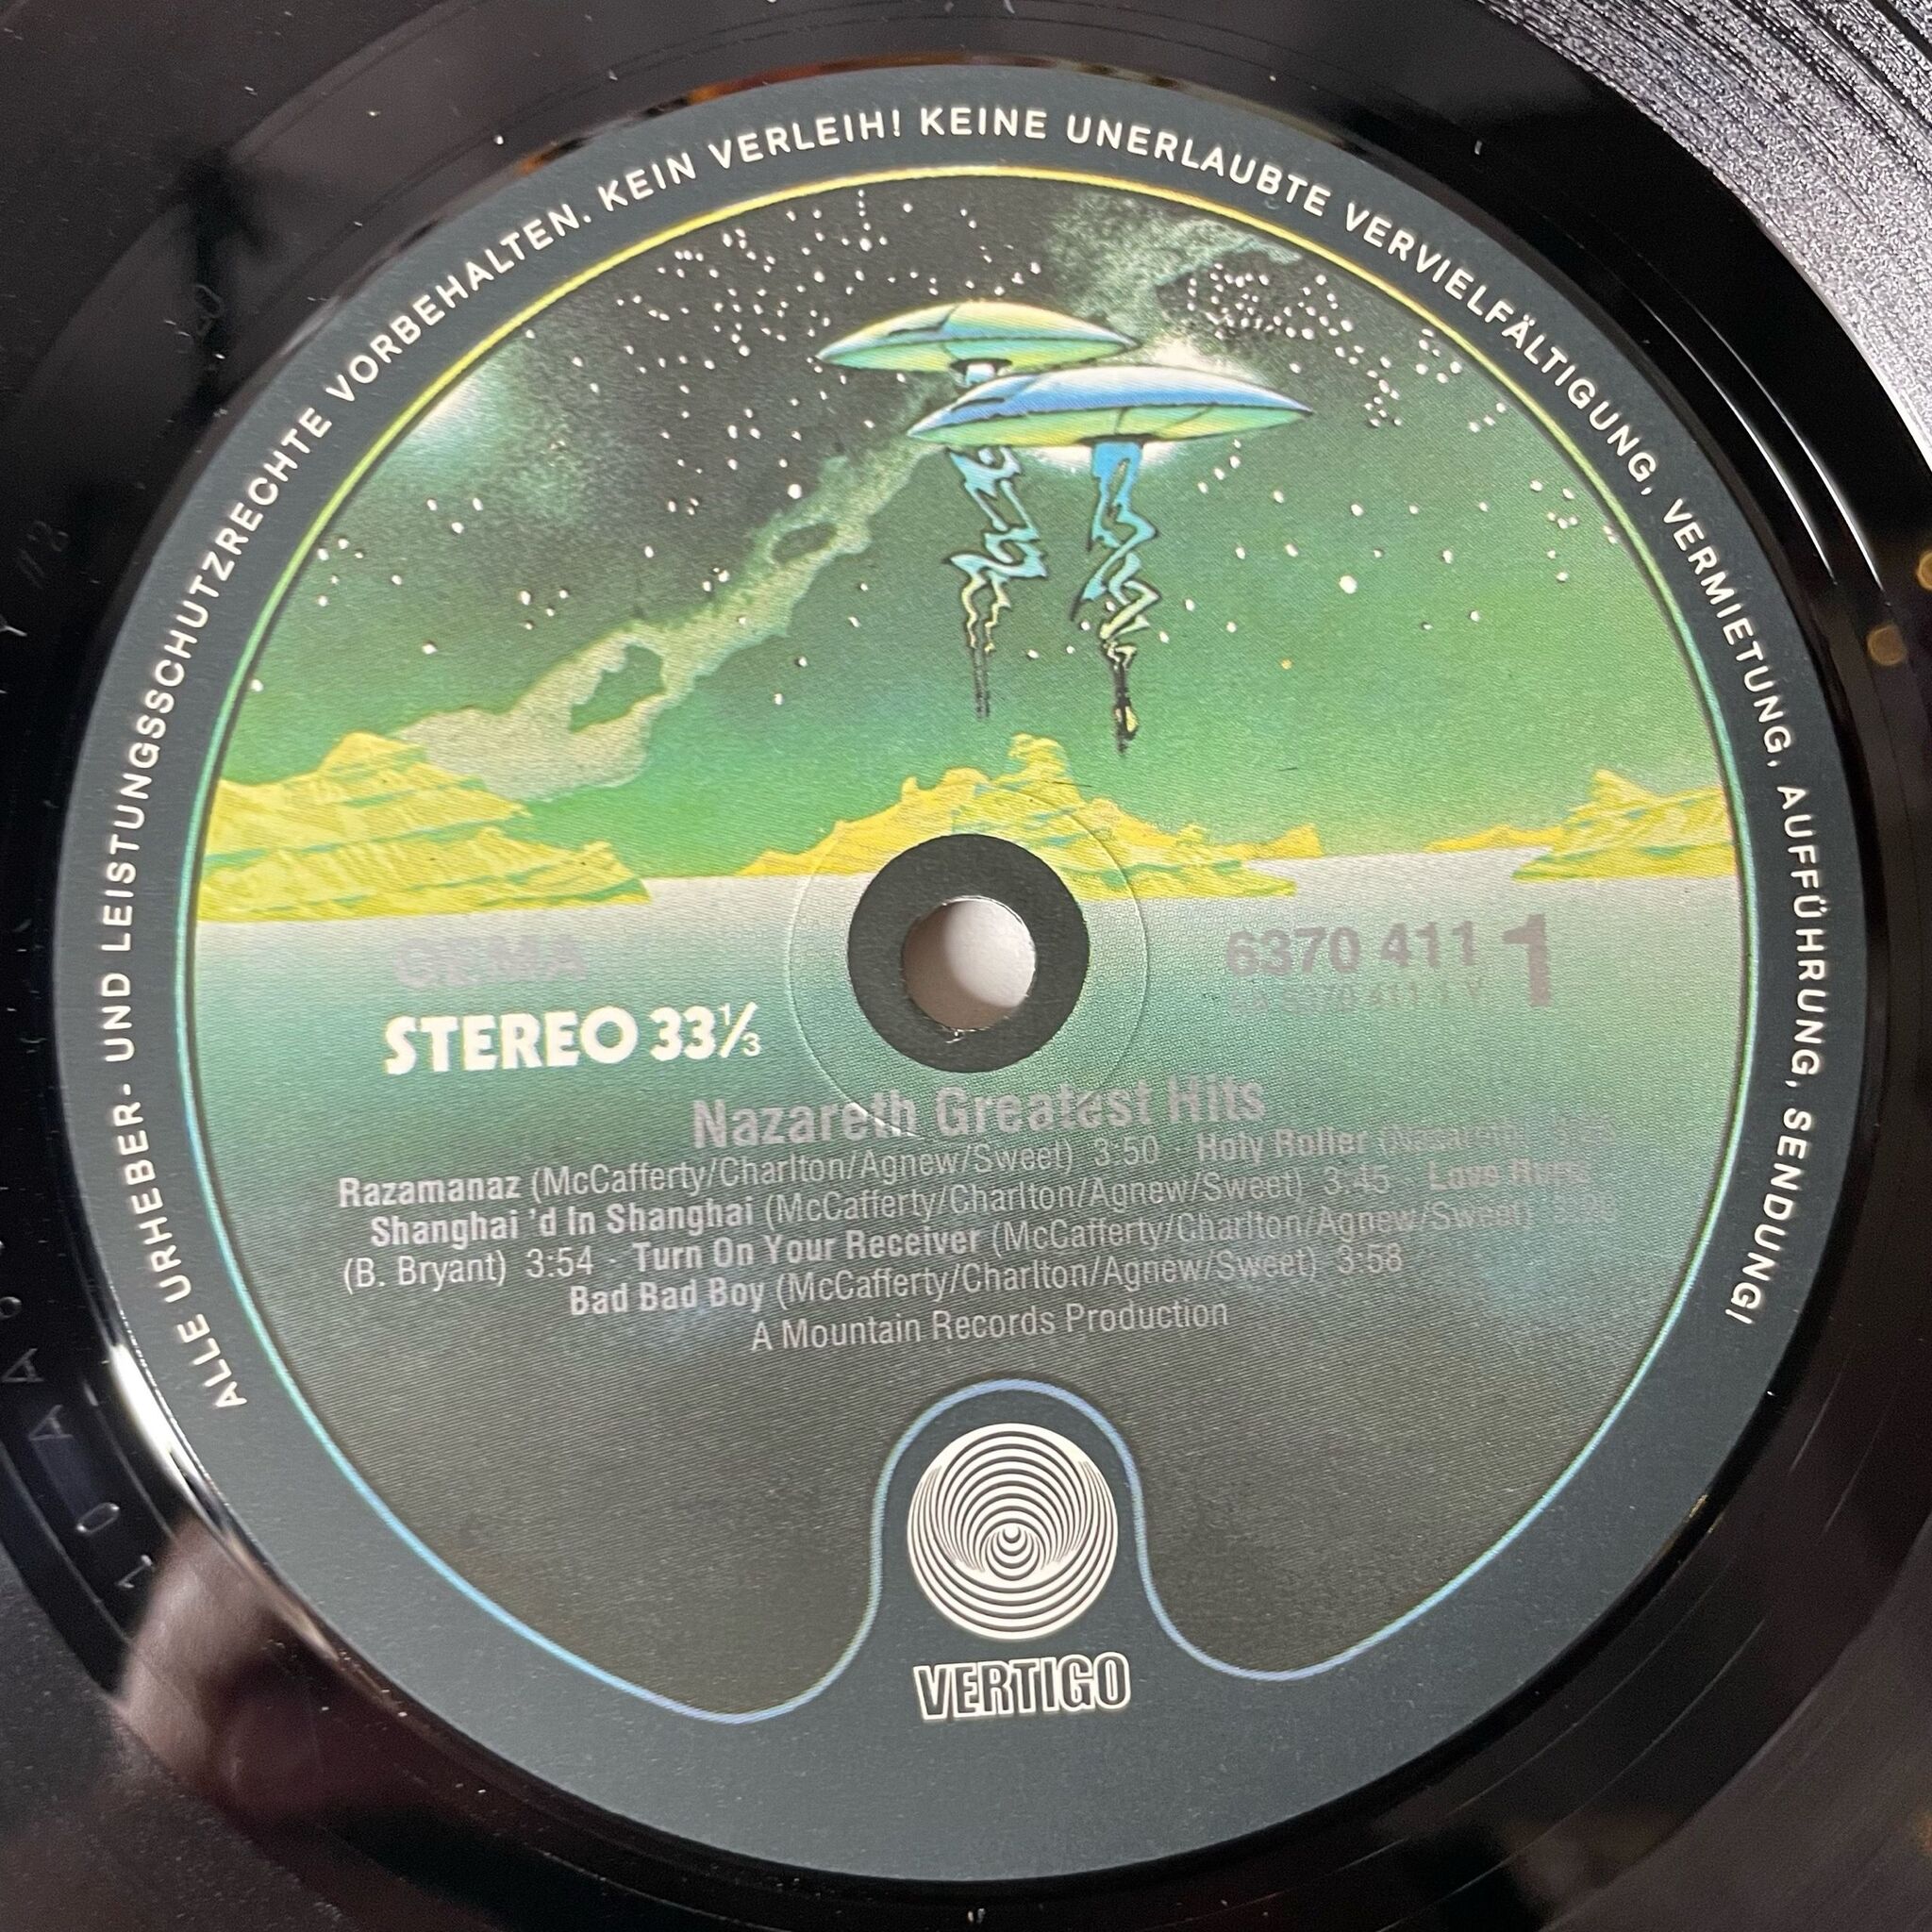 ALLE URHEBER- UND LEISTUNGSSCHUTZRECHTE VORBEHALTEN. KEIN VERLEIH! KEINE UNERLAUBTE VERVIELFÄLTIGUNG, VERMIETUNG, AUFFÜHRUNG, SENDUNG!
GEMA
6370 411 1
STEREO 33⅓
Nazareth Greatest Hits
Razamanaz (McCafferty/Charlton/Agnew/Sweet) 3:50 · Holy Roller (Nazareth)
Shanghai 'd In Shanghai (McCafferty/Charlton/Agnew/Sweet) 3:45 · Love Hurts
(B. Bryant) 3:54 · Turn On Your Receiver (McCafferty/Charlton/Agnew/Sweet)
Bad Bad Boy (McCafferty/Charlton/Agnew/Sweet) 3:58
A Mountain Records Production
VERTIGO